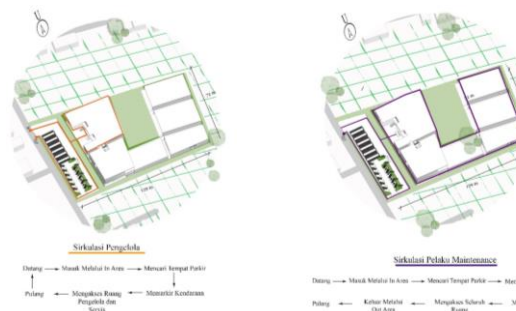 Sirkulasi Pengelola
Datang Masuk Melalui In Area Mencari Tempat Parkir
Pulang Mengakses Ruang Memarkir Kendaraan
Pengelola dan
Servis
Sirkulasi Pelaku Maintenance
Datang Masuk Melalui In Area Mencari Tempat Parkir
Pulang Keluar Melalui Mengakses Seluruh
Out Area Ruang